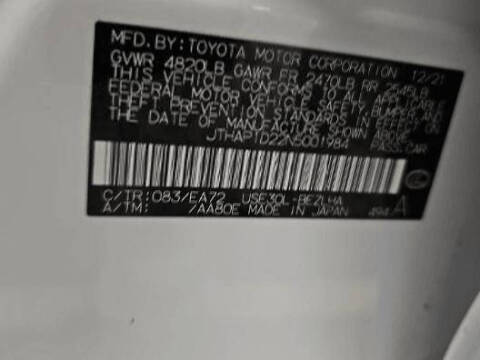 MFD. BY: TOYOTA MOTOR CORPORATION 12/21
GVWR 4820LB GAWR FR 2470LB RR 2545LB
THIS VEHICLE CONFORMS TO ALL APPLICABLE
FEDERAL MOTOR VEHICLE SAFETY, BUMPER, AND
THEFT PREVENTION STANDARDS IN EFFECT ON
THE DATE OF MANUFACTURE SHOWN ABOVE.
JTHAP1D22N5001984 PASS.CAR
C/TR: 083/EA72 USE30L-BEZLHA
A/TM: /AA80E MADE IN JAPAN 494 A